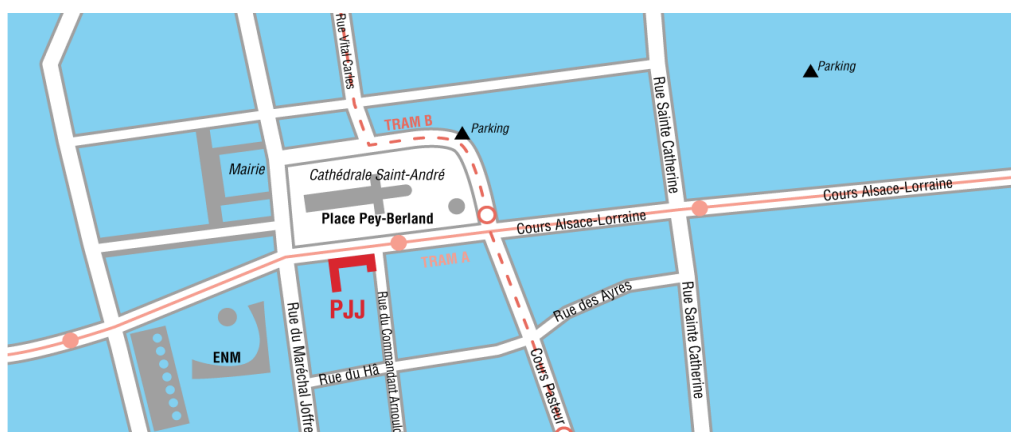 Rue Vital Carles
Parking
Rue Sainte Catherine
TRAM B
Parking
Mairie
Cathédrale Saint-André
Place Pey-Berland
Cours Alsace-Lorraine
Cours Alsace-Lorraine
TRAM A
PJJ
Rue des Ayres
Rue du Maréchal Joffre
Rue du Commandant Arnould
Rue Sainte Catherine
ENM
Rue du Hâ
Cours Pasteur